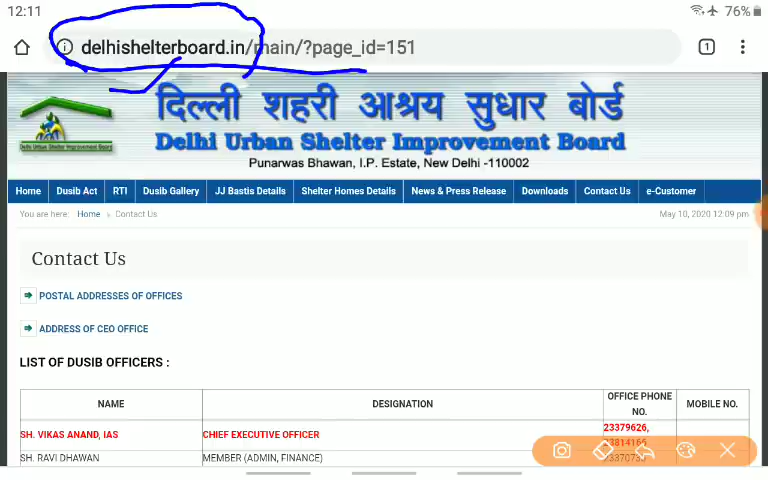 12:11
76%
delhishelterboard.in/main/?page_id=151
1
दिल्ली शहरी आश्रय सुधार बोर्ड
Delhi Urban Shelter Improvement Board
Delhi Urban Shelter Improvement Board
Punarwas Bhawan, I.P. Estate, New Delhi -110002
Home Dusib Act RTI Dusib Gallery JJ Bastis Details Shelter Homes Details News & Press Release Downloads Contact Us e-Customer
You are here: Home Contact Us May 10, 2020 12:09 pm
Contact Us
POSTAL ADDRESSES OF OFFICES
ADDRESS OF CEO OFFICE
LIST OF DUSIB OFFICERS :
NAME DESIGNATION OFFICE PHONE NO. MOBILE NO.
SH. VIKAS ANAND, IAS CHIEF EXECUTIVE OFFICER 23379626,
SH. RAVI DHAWAN MEMBER (ADMIN, FINANCE)